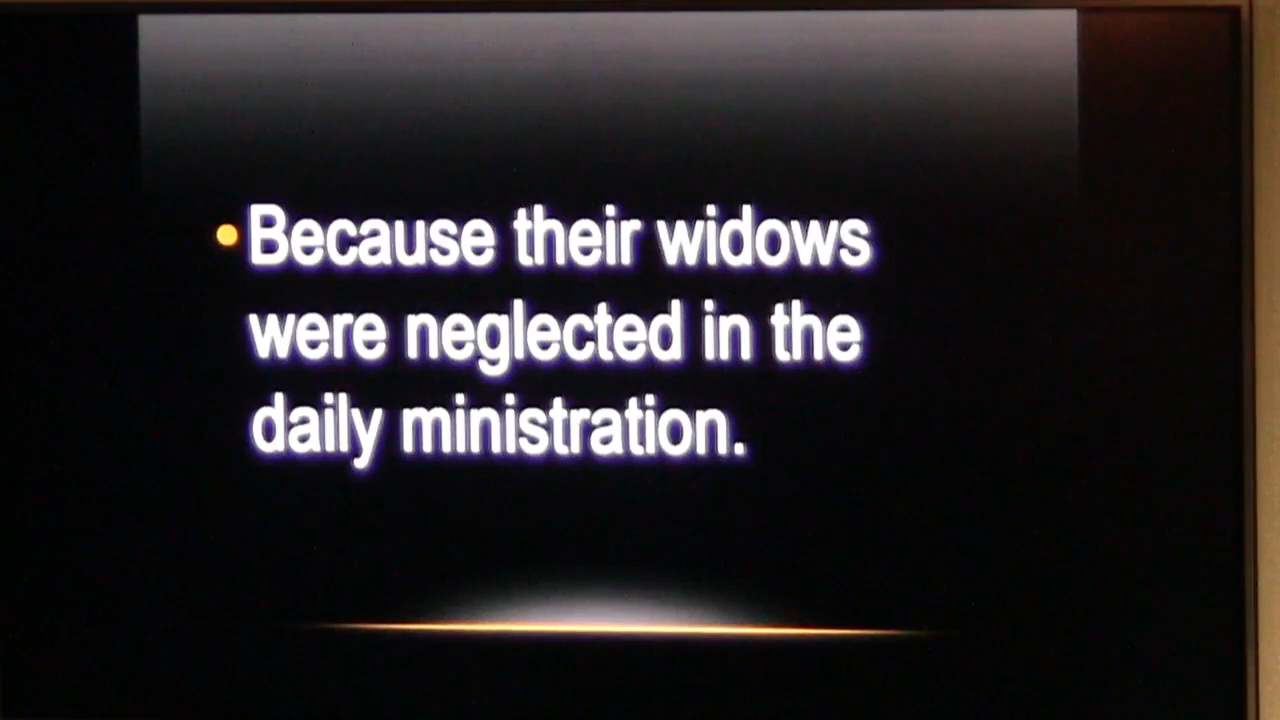 • Because their widows
were neglected in the
daily ministration.